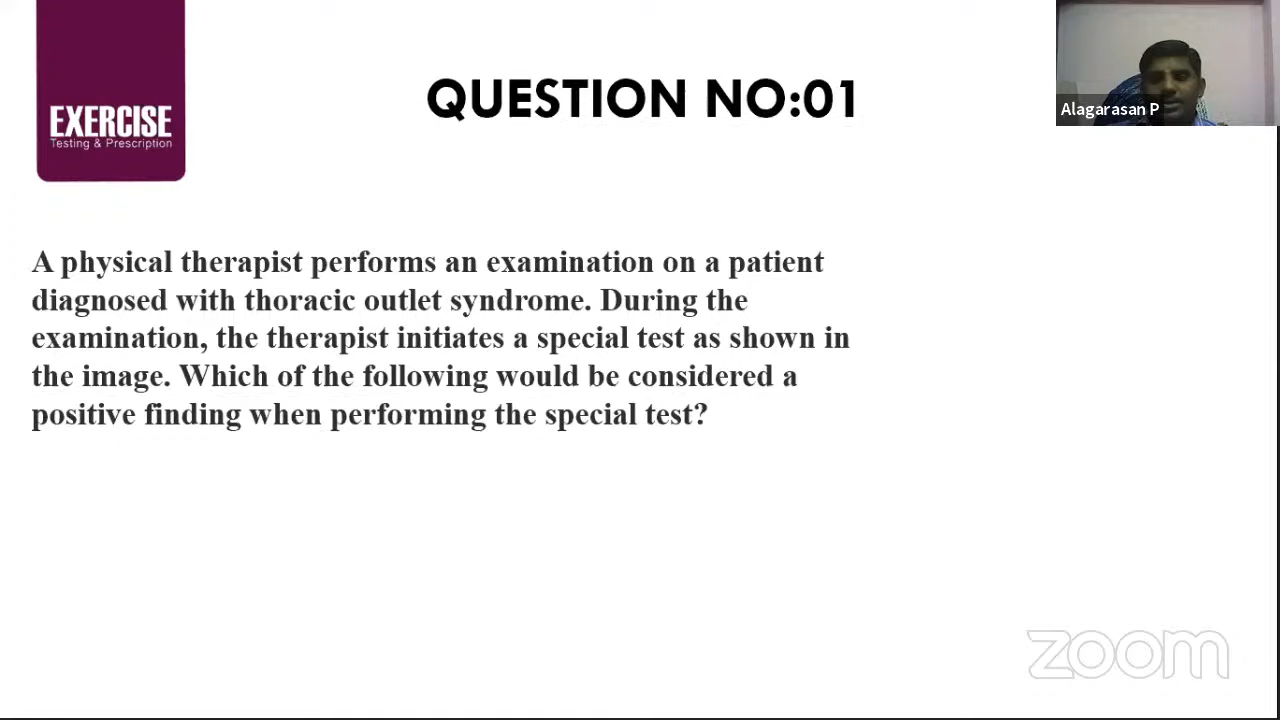 QUESTION NO:01
EXERCISE
Testing & Prescription
Alagarasan P
A physical therapist performs an examination on a patient
diagnosed with thoracic outlet syndrome. During the
examination, the therapist initiates a special test as shown in
the image. Which of the following would be considered a
positive finding when performing the special test?
zoom